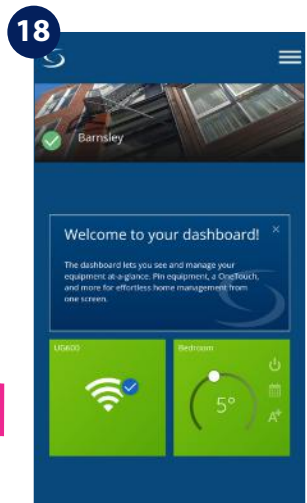 18
Barnsley
Welcome to your dashboard!
The dashboard lets you see and manage your
equipment at-a-glance. Pin equipment, a OneTouch,
and more for effortless home management from
one screen.
UG600
Bedroom
5°
A+